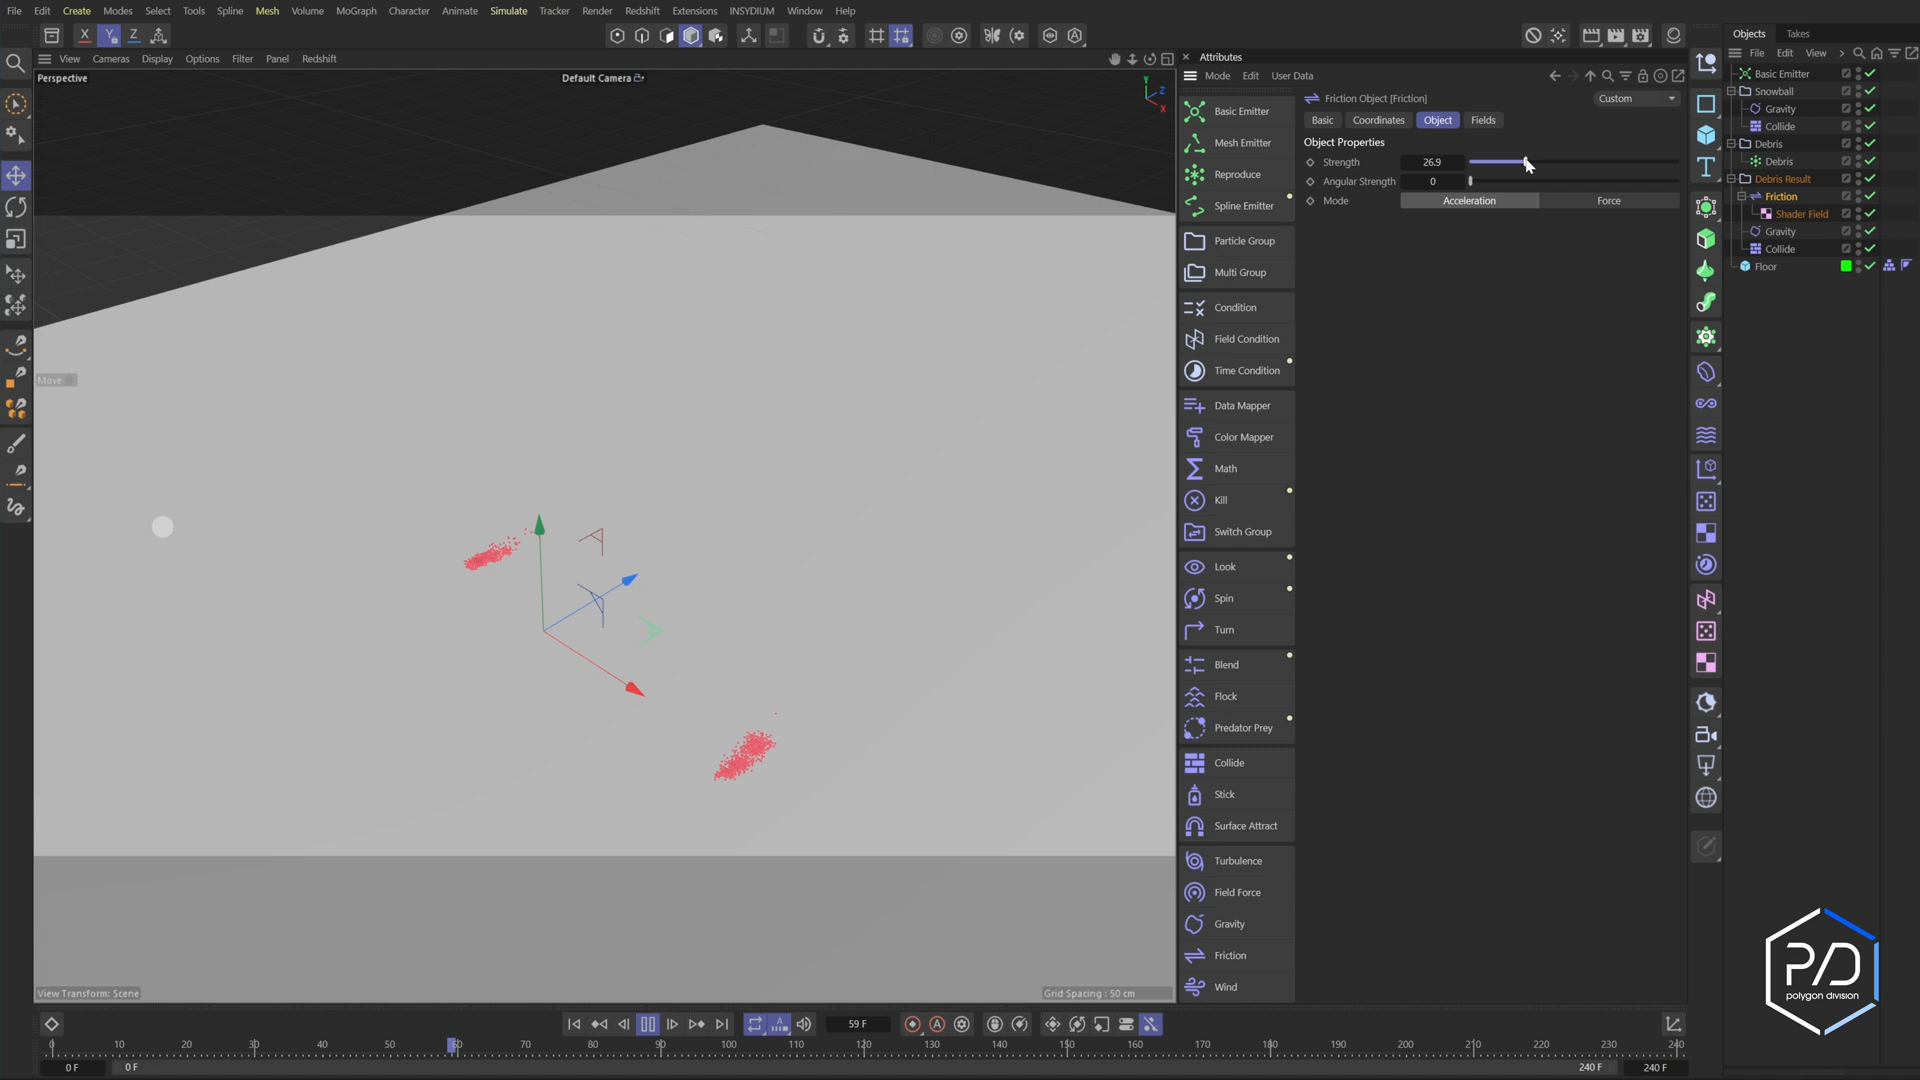 File Edit Create Modes Select Tools Spline Mesh Volume MoGraph Character Animate Simulate Tracker Render Redshift Extensions INSYDIUM Window Help
Objects Takes
X Y Z
File Edit View
View Cameras Display Options Filter Panel Redshift
Attributes
Mode Edit User Data
Perspective
Default Camera
Y
Z
X
Move
View Transform: Scene
Grid Spacing : 50 cm
Basic Emitter
Mesh Emitter
Reproduce
Spline Emitter
Particle Group
Multi Group
Condition
Field Condition
Time Condition
Data Mapper
Color Mapper
Math
Kill
Switch Group
Look
Spin
Turn
Blend
Flock
Predator Prey
Collide
Stick
Surface Attract
Turbulence
Field Force
Gravity
Friction
Wind
Friction Object [Friction]
Custom
Basic Coordinates Object Fields
Object Properties
Strength 26.9
Angular Strength 0
Mode Acceleration Force
Basic Emitter
Snowball
Gravity
Collide
Debris
Debris
Debris Result
Friction
Shader Field
Gravity
Collide
Floor
P/D
polygon division
59 F
0 10 20 30 40 50 60 70 80 90 100 110 120 130 140 150 160 170 180 190 200 210 220 230 240
0 F 0 F 240 F 240 F